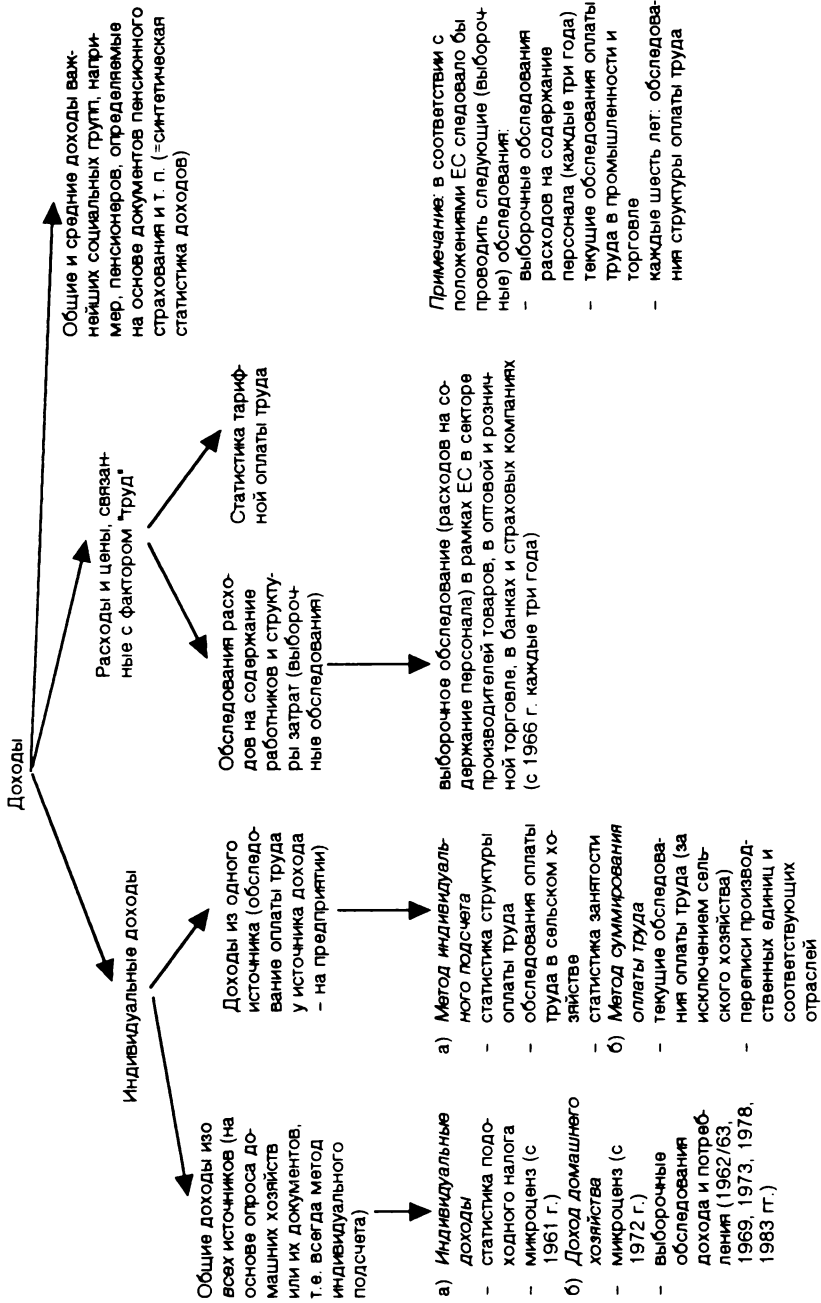 Доходы
Индивидуальные доходы
Расходы и цены, связан-
ные с фактором "труд"
Общие и средние доходы важ-
нейших социальных групп, напри-
мер, пенсионеров, определяемые
на основе документов пенсионного
страхования и т. п. (=синтетическая
статистика доходов)
Общие доходы изо
всех источников (на
основе опроса до-
машних хозяйств
или их документов,
т.е. всегда метод
индивидуального
подсчета)
Доходы из одного
источника (обследо-
вание оплаты труда
у источника дохода
– на предприятии)
Обследования расхо-
дов на содержание
работников и структу-
ры затрат (выбороч-
ные обследования)
Статистика тариф-
ной оплаты труда
а) Индивидуальные
доходы
– статистика подо-
ходного налога
– микроценз (с
1961 г.)
б) Доход домашнего
хозяйства
– микроценз (с
1972 г.)
– выборочные
обследования
дохода и потреб-
ления (1962/63,
1969, 1973, 1978,
1983 гг.)
а) Метод индивидуаль-
ного подсчета
– статистика структуры
оплаты труда
– обследования оплаты
труда в сельском хо-
зяйстве
– статистика занятости
б) Метод суммирования
оплаты труда
– текущие обследова-
ния оплаты труда (за
исключением сель-
ского хозяйства)
– переписи производ-
ственных единиц и
соответствующих
отраслей
выборочное обследование (расходов на со-
держание персонала) в рамках ЕС в секторе
производителей товаров, в оптовой и рознич-
ной торговле, в банках и страховых компаниях
(с 1966 г. каждые три года)
Примечание: в соответствии с
положениями ЕС следовало бы
проводить следующие (выбороч-
ные) обследования:
– выборочные обследования
расходов на содержание
персонала (каждые три года)
– текущие обследования оплаты
труда в промышленности и
торговле
– каждые шесть лет: обследова-
ния структуры оплаты труда